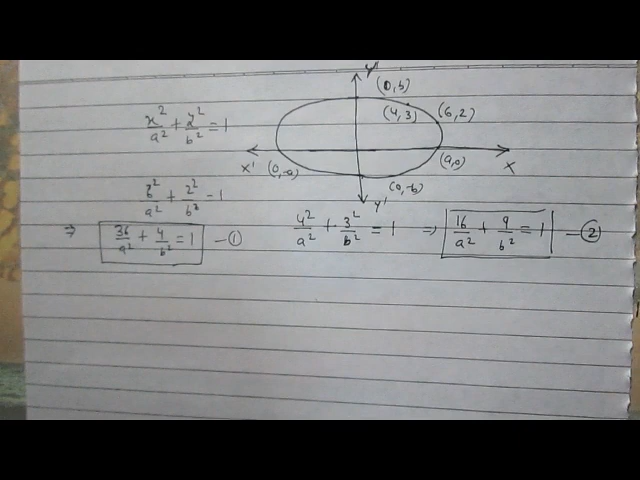 y
(0,b)
x²/a² + y²/b² = 1
(4,3)
(6,2)
x' (0,-a)
(a,0)
x
(0,-b)
y'
6²/a² + 2²/b² - 1
⇒ 36/a² + 4/b² = 1 — ①
4²/a² + 3²/b² = 1 ⇒ 16/a² + 9/b² = 1 — ②